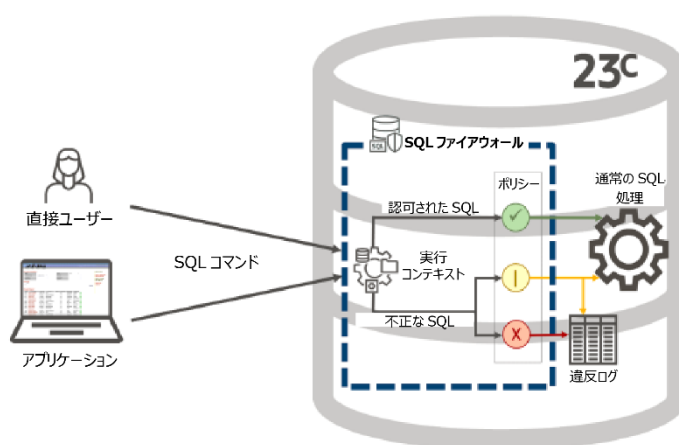 23c
SQL
SQL ファイアウォール
ポリシー
通常の SQL
処理
直接ユーザー
認可された SQL
SQL コマンド
実行
コンテキスト
不正な SQL
アプリケーション
違反ログ